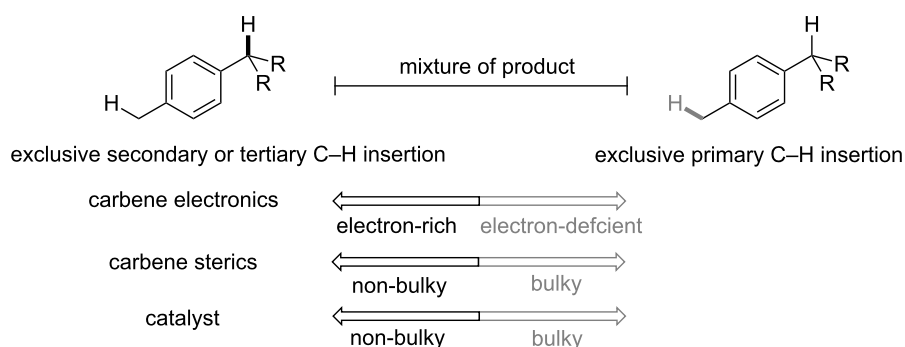 H
R
R
H
mixture of product
H
R
R
H
exclusive secondary or tertiary C–H insertion
exclusive primary C–H insertion
carbene electronics
electron-rich
electron-defcient
carbene sterics
non-bulky
bulky
catalyst
non-bulky
bulky